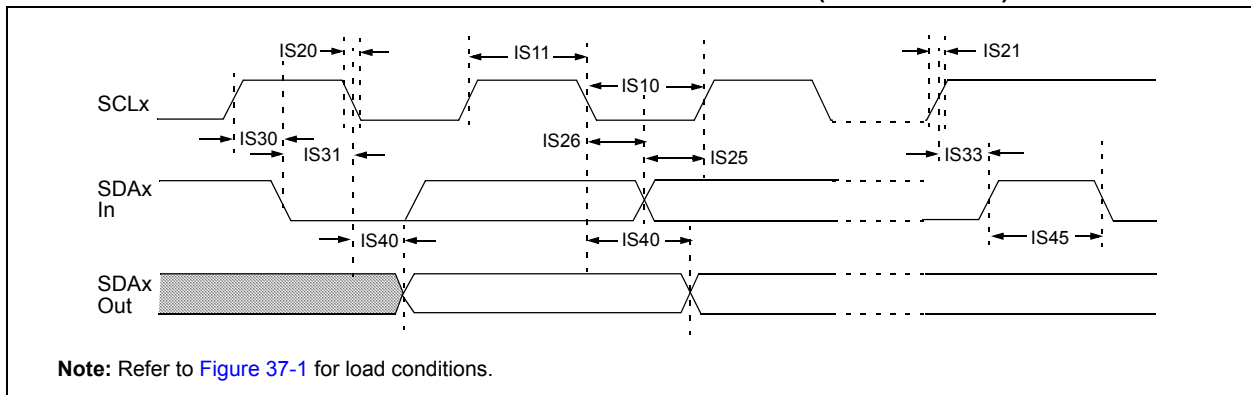 IS20
IS11
IS21
IS10
SCLx
IS30
IS26
IS31
IS25
IS33
SDAx
In
IS40
IS40
IS45
SDAx
Out
Note: Refer to Figure 37-1 for load conditions.